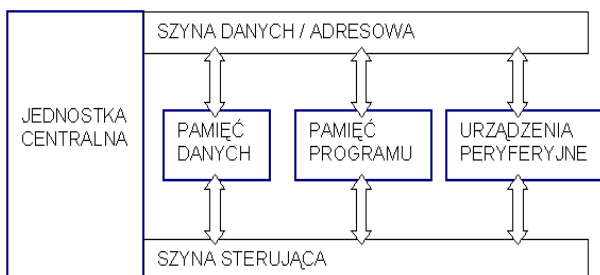 SZYNA DANYCH / ADRESOWA
JEDNOSTKA
CENTRALNA
PAMIĘĆ
DANYCH
PAMIĘĆ
PROGRAMU
URZĄDZENIA
PERYFERYJNE
SZYNA STERUJĄCA